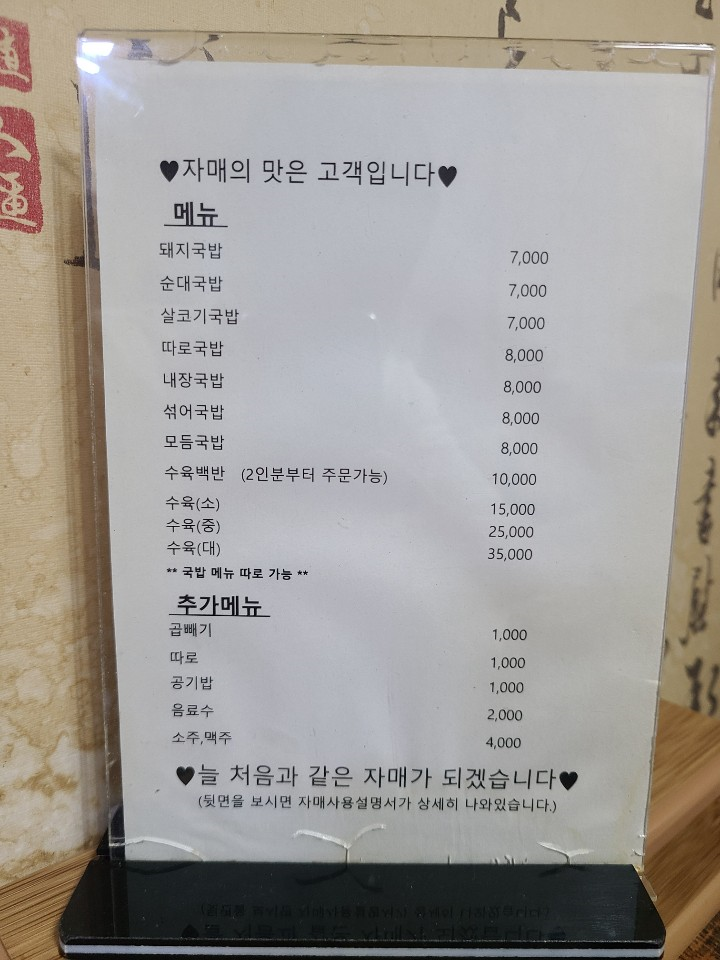 ♥자매의 맛은 고객입니다♥
메뉴
돼지국밥 7,000
순대국밥 7,000
살코기국밥 7,000
따로국밥 8,000
내장국밥 8,000
섞어국밥 8,000
모듬국밥 8,000
수육백반 (2인분부터 주문가능) 10,000
수육(소) 15,000
수육(중) 25,000
수육(대) 35,000
** 국밥 메뉴 따로 가능 **
추가메뉴
곱빼기 1,000
따로 1,000
공기밥 1,000
음료수 2,000
소주,맥주 4,000
♥늘 처음과 같은 자매가 되겠습니다♥
(뒷면을 보시면 자매사용설명서가 상세히 나와있습니다.)